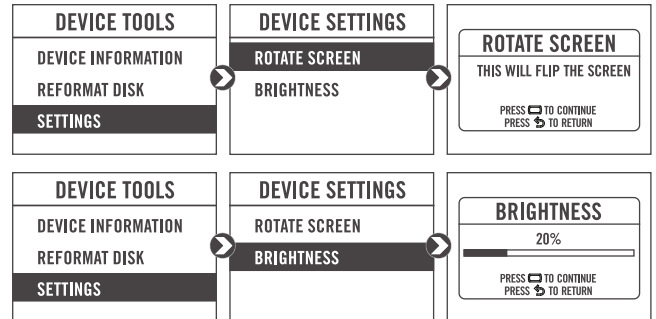 DEVICE TOOLS
DEVICE INFORMATION
REFORMAT DISK
SETTINGS
DEVICE SETTINGS
ROTATE SCREEN
BRIGHTNESS
ROTATE SCREEN
THIS WILL FLIP THE SCREEN
PRESS TO CONTINUE
PRESS TO RETURN
DEVICE TOOLS
DEVICE INFORMATION
REFORMAT DISK
SETTINGS
DEVICE SETTINGS
ROTATE SCREEN
BRIGHTNESS
BRIGHTNESS
20%
PRESS TO CONTINUE
PRESS TO RETURN